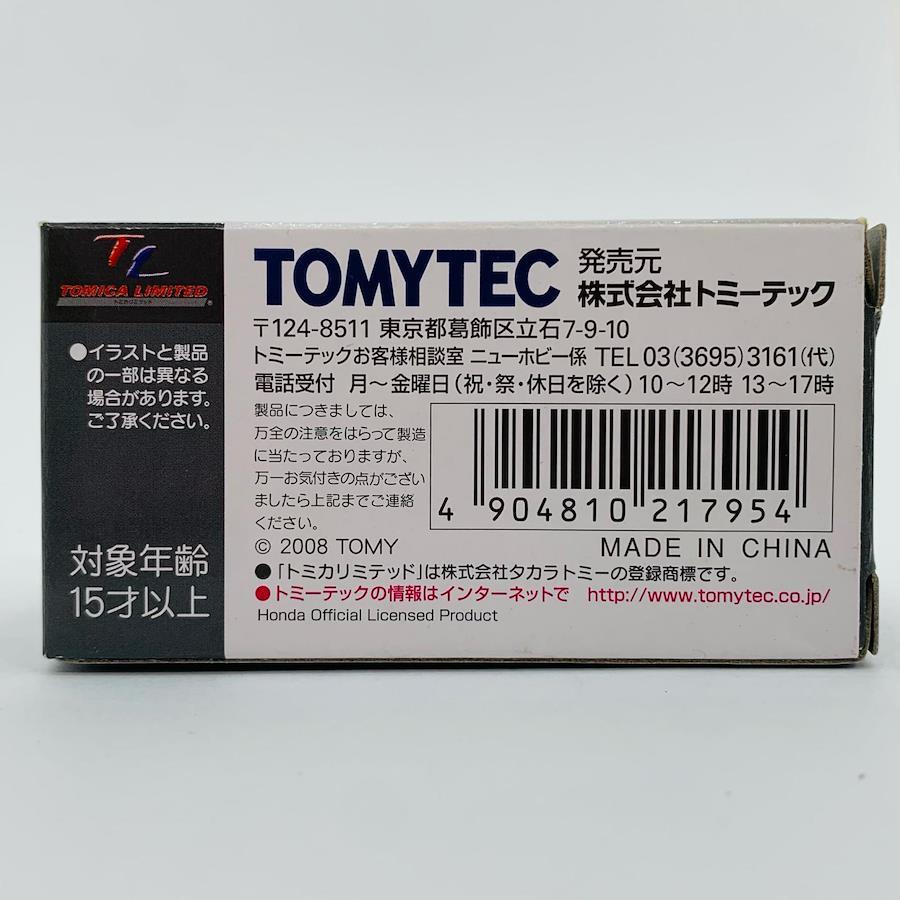 TL
TOMICA LIMITED
トミカリミテッド
●イラストと製品
の一部は異なる
場合があります。
ご了承ください。
対象年齢
15才以上
TOMYTEC 発売元
株式会社トミーテック
〒124-8511 東京都葛飾区立石7-9-10
トミーテックお客様相談室 ニューホビー係 TEL 03(3695)3161(代)
電話受付 月〜金曜日(祝・祭・休日を除く)10〜12時 13〜17時
製品につきましては、
万全の注意をはらって製造
に当たっておりますが、
万一お気付きの点がござい
ましたら上記までご連絡
ください。
4 904810 217954
© 2008 TOMY MADE IN CHINA
●「トミカリミテッド」は株式会社タカラトミーの登録商標です。
●トミーテックの情報はインターネットで http://www.tomytec.co.jp/
Honda Official Licensed Product